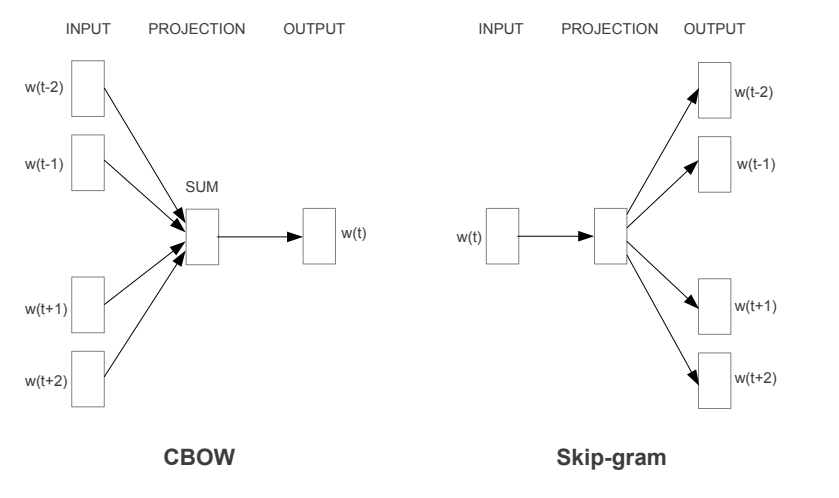 INPUT PROJECTION OUTPUT
w(t-2)
w(t-1)
SUM
w(t)
w(t+1)
w(t+2)
CBOW
INPUT PROJECTION OUTPUT
w(t-2)
w(t-1)
w(t)
w(t+1)
w(t+2)
Skip-gram